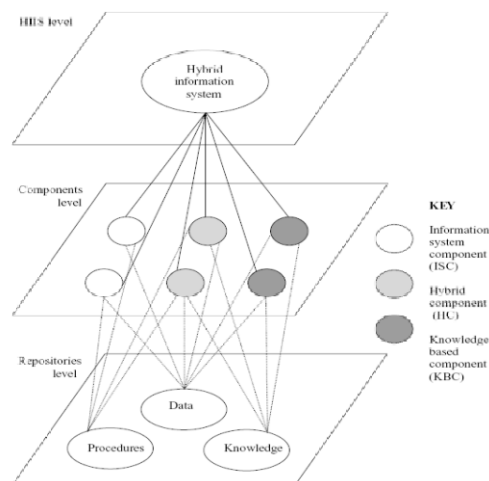 HIIS level
Hybrid
information
system
Components
level
KEY
Information
system
component
(ISC)
Hybrid
component
(HC)
Knowledge
based
component
(KBC)
Repositories
level
Data
Procedures
Knowledge